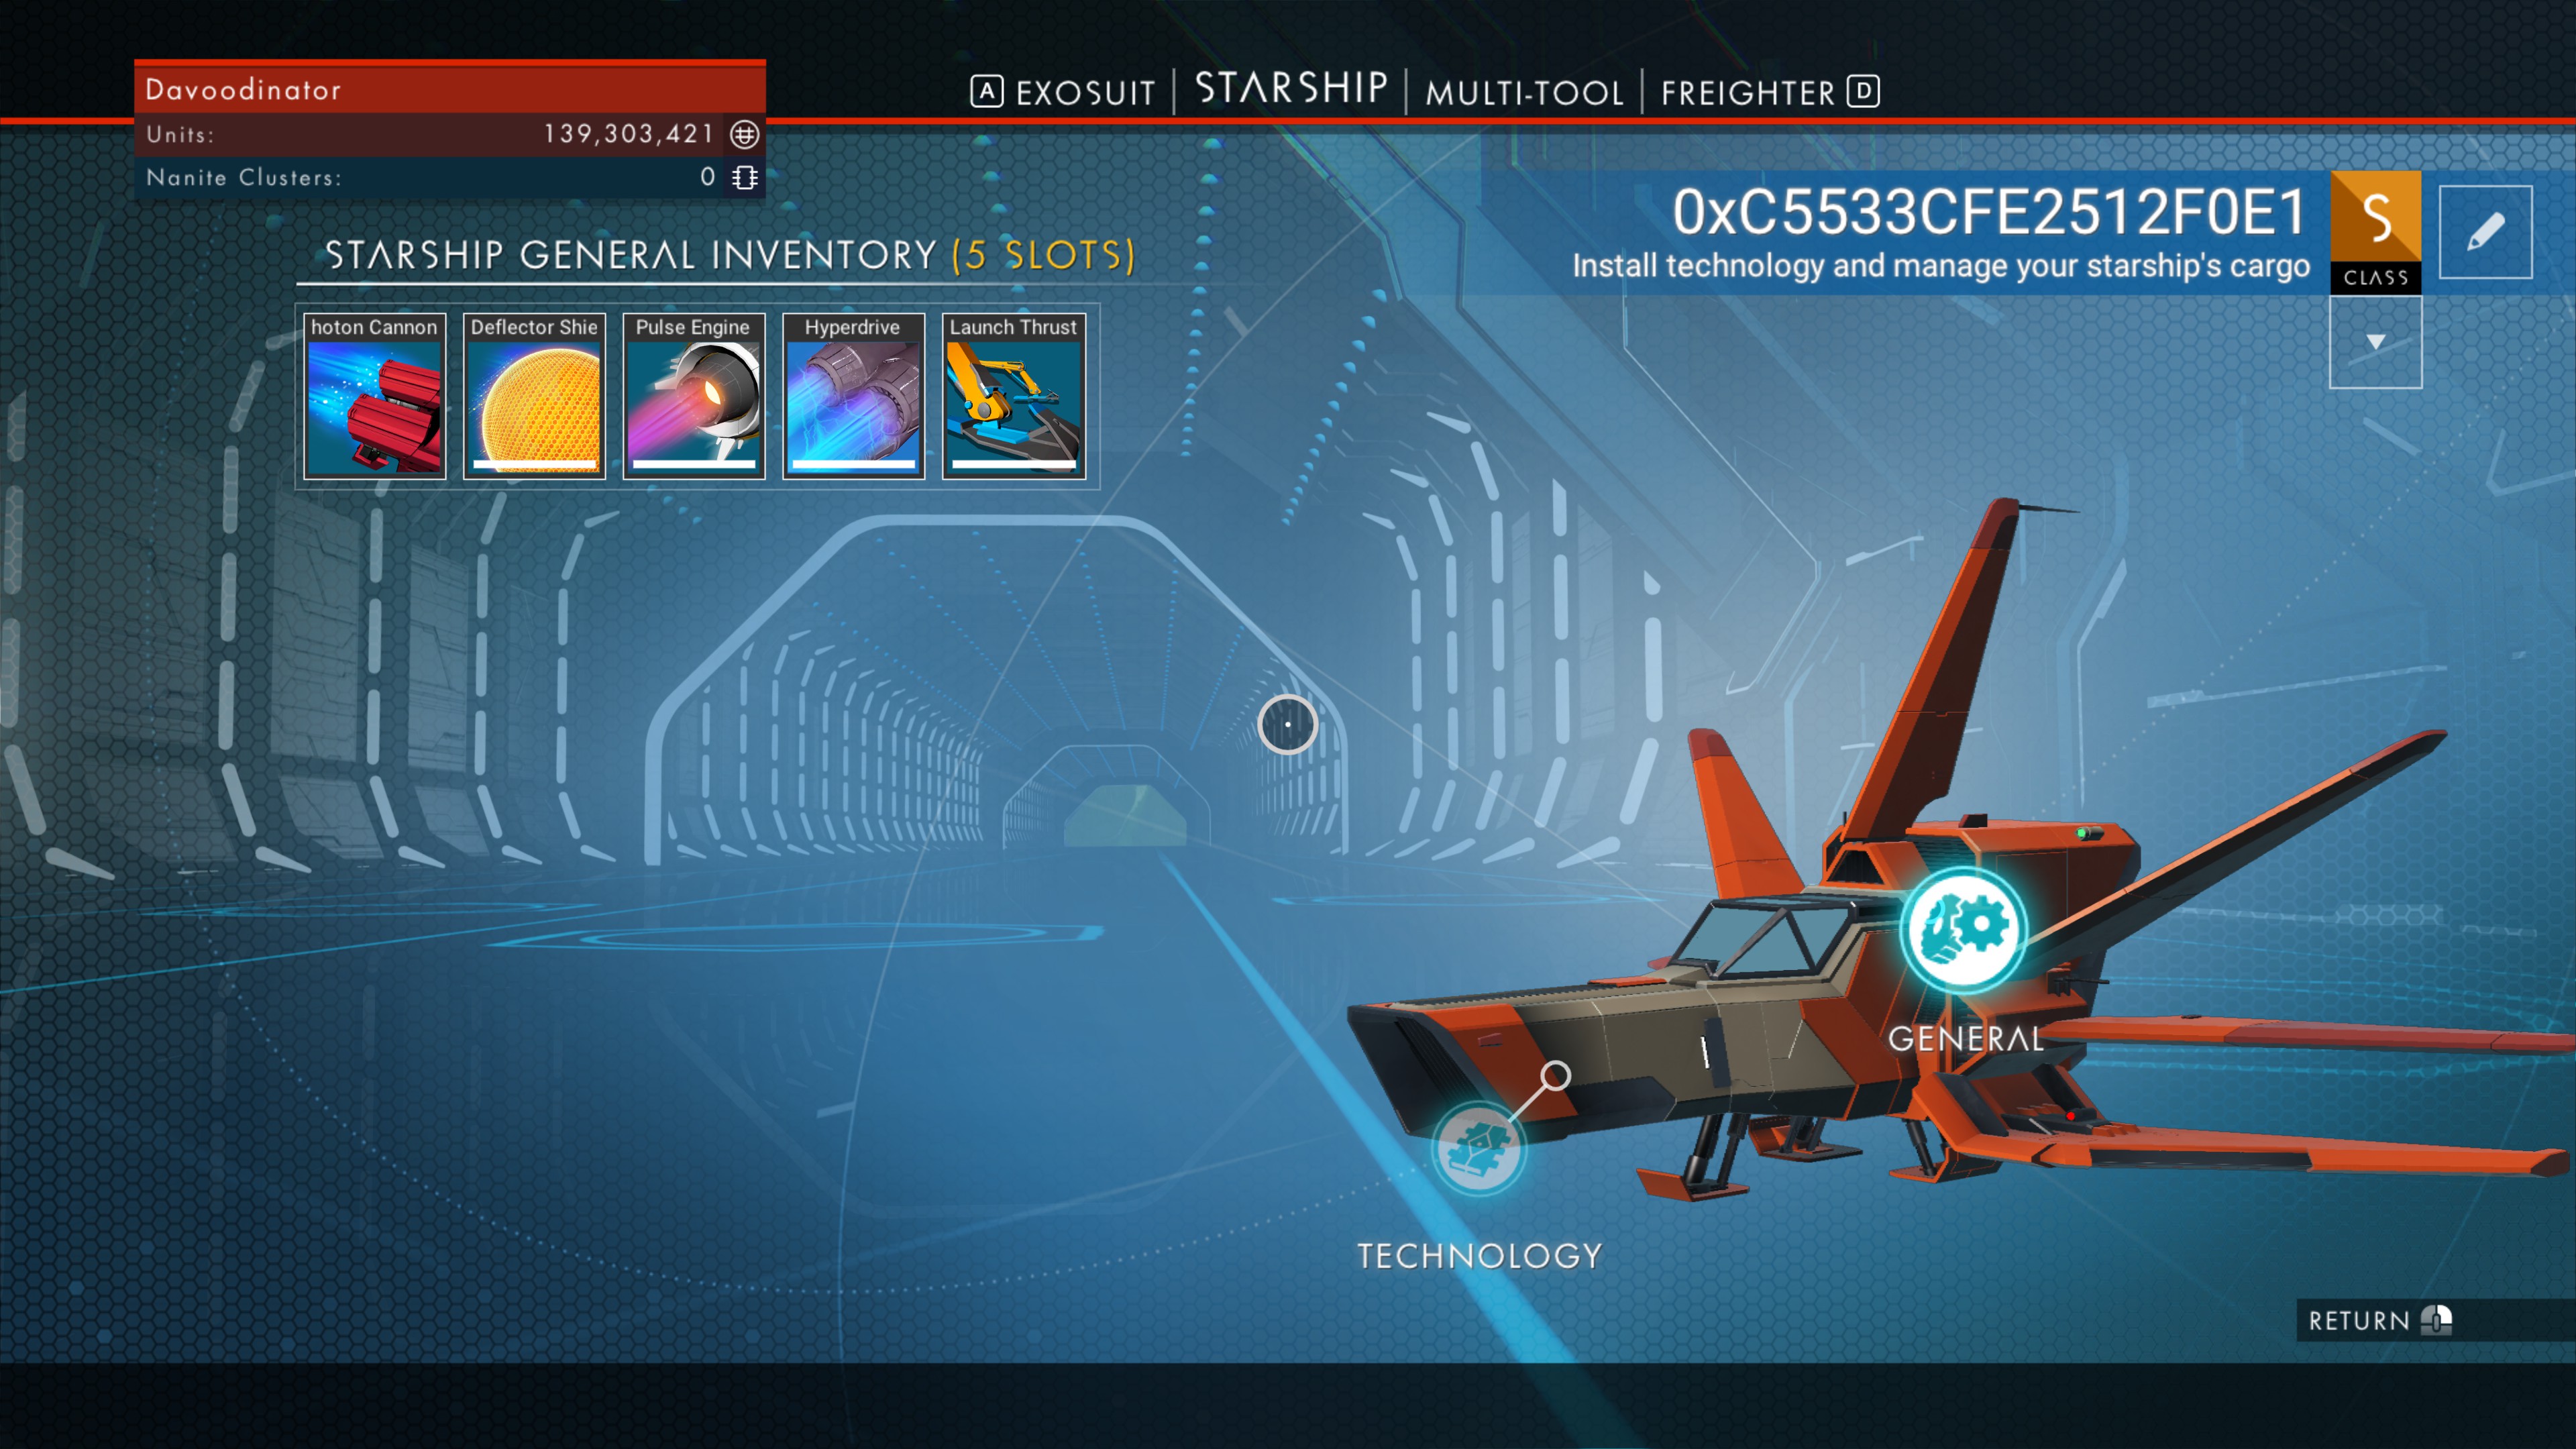 Davoodinator
Units: 139,303,421
Nanite Clusters: 0
A EXOSUIT STARSHIP MULTI-TOOL FREIGHTER D
0xC5533CFE2512F0E1
Install technology and manage your starship's cargo
S
CLASS
STARSHIP GENERAL INVENTORY (5 SLOTS)
hoton Cannon Deflector Shie Pulse Engine Hyperdrive Launch Thrust
GENERAL
TECHNOLOGY
RETURN